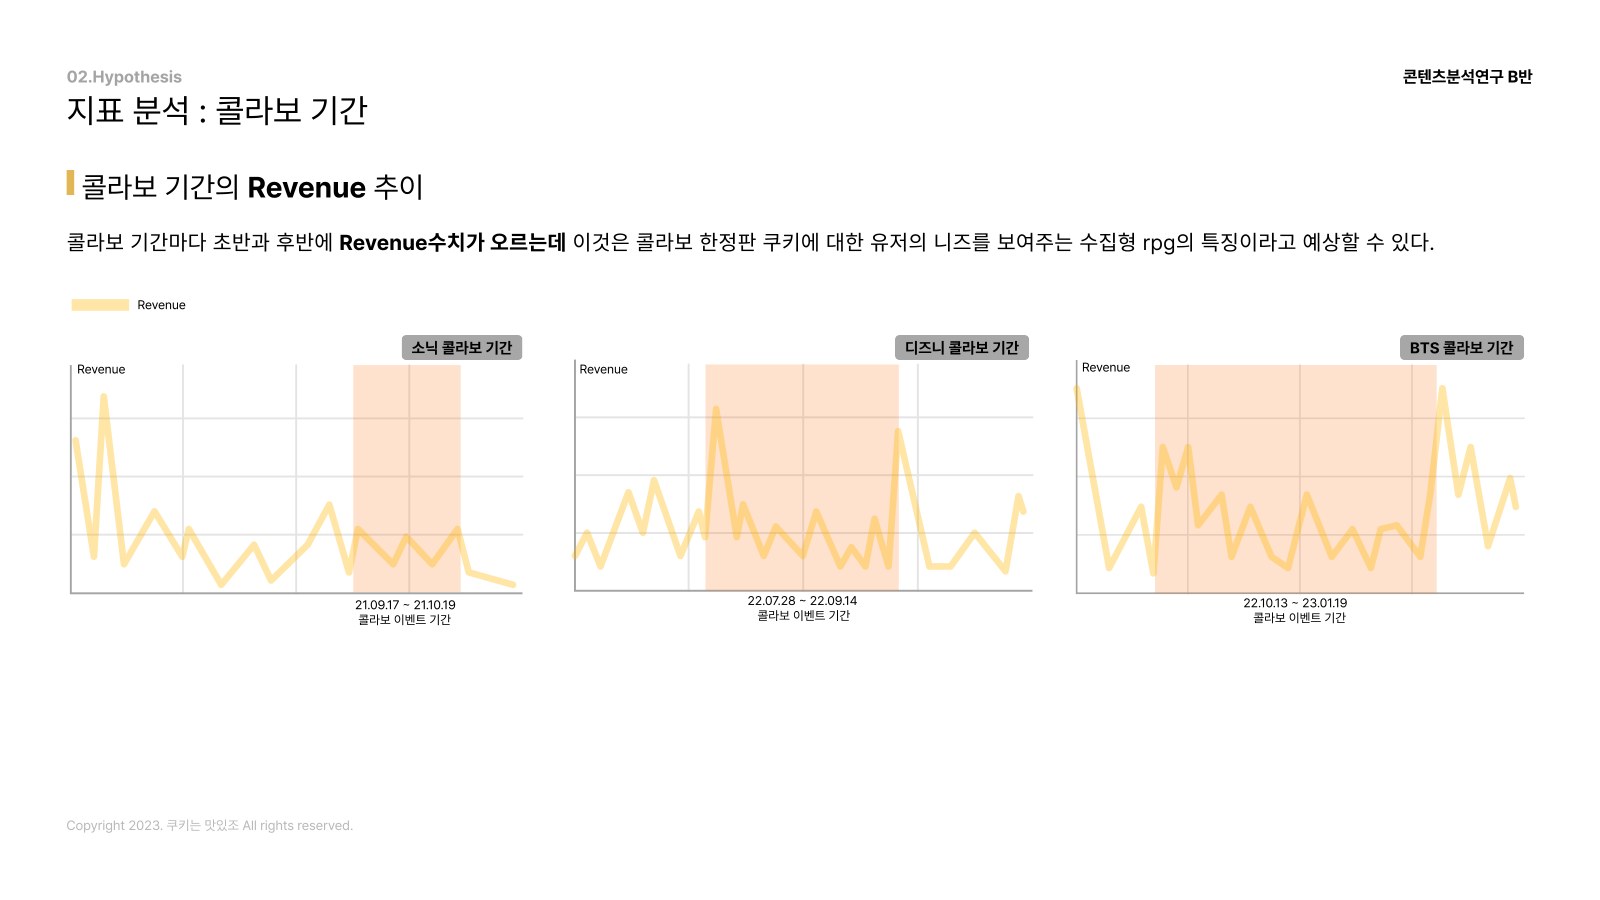 02.Hypothesis
콘텐츠분석연구 B반
지표 분석 : 콜라보 기간
콜라보 기간의 Revenue 추이
콜라보 기간마다 초반과 후반에 Revenue수치가 오르는데 이것은 콜라보 한정판 쿠키에 대한 유저의 니즈를 보여주는 수집형 rpg의 특징이라고 예상할 수 있다.
Revenue
소닉 콜라보 기간
Revenue
21.09.17 ~ 21.10.19
콜라보 이벤트 기간
디즈니 콜라보 기간
Revenue
22.07.28 ~ 22.09.14
콜라보 이벤트 기간
BTS 콜라보 기간
Revenue
22.10.13 ~ 23.01.19
콜라보 이벤트 기간
Copyright 2023. 쿠키는 맛있조 All rights reserved.